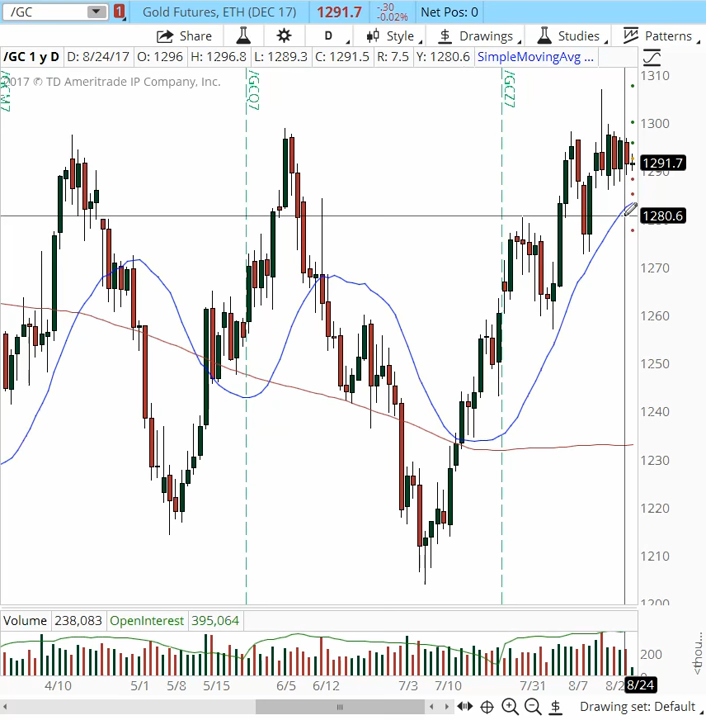 /GC 1 Gold Futures, ETH (DEC 17) 1291.7 -.30 -0.02% Net Pos: 0
Share D Style $ Drawings Studies Patterns
/GC 1 y D D: 8/24/17 O: 1296 H: 1296.8 L: 1289.3 C: 1291.5 R: 7.5 Y: 1280.6 SimpleMovingAvg ...
2017 © TD Ameritrade IP Company, Inc.
/GCM7
/GCQ7
/GCZ7
1310
1300
1291.7
1290
1280.6
1270
1260
1250
1240
1230
1220
1210
1200
Volume 238,083 OpenInterest 395,064
200
0
<thou...
4/10 5/1 5/8 5/15 6/5 6/12 7/3 7/10 7/31 8/7 8/24
$ Drawing set: Default